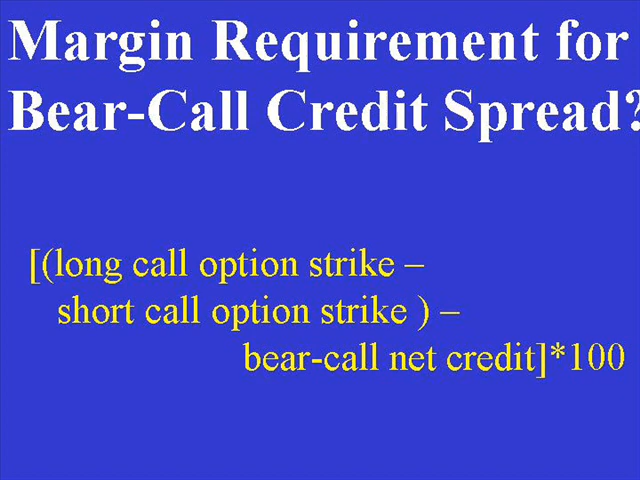 Margin Requirement for
Bear-Call Credit Spread?
[(long call option strike –
short call option strike ) –
bear-call net credit]*100